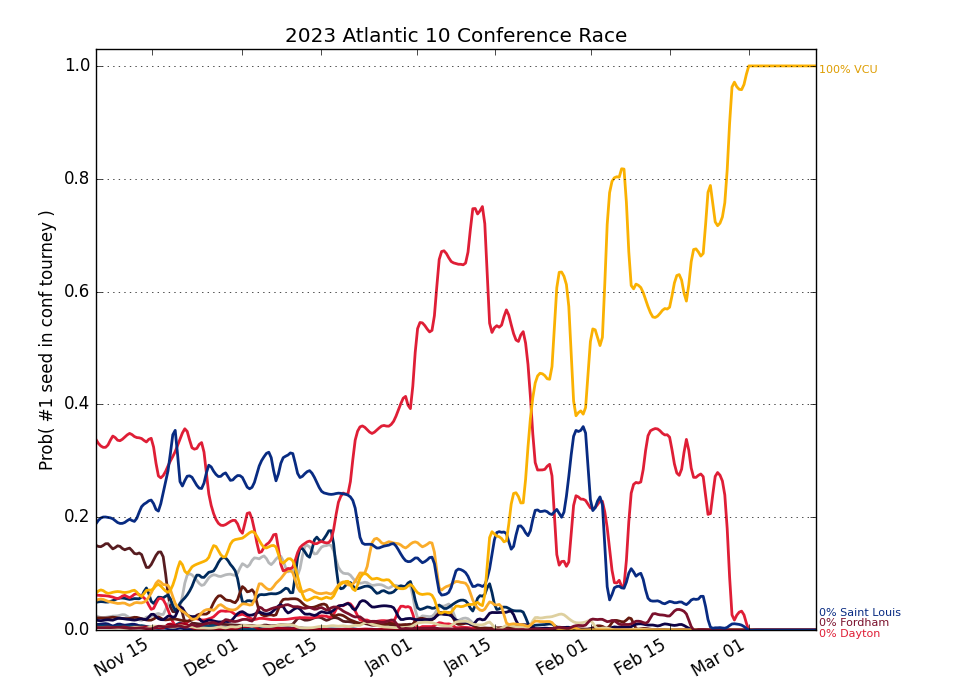 2023 Atlantic 10 Conference Race
Prob( #1 seed in conf tourney )
1.0
0.8
0.6
0.4
0.2
0.0
100% VCU
0% Saint Louis
0% Fordham
0% Dayton
Nov 15
Dec 01
Dec 15
Jan 01
Jan 15
Feb 01
Feb 15
Mar 01